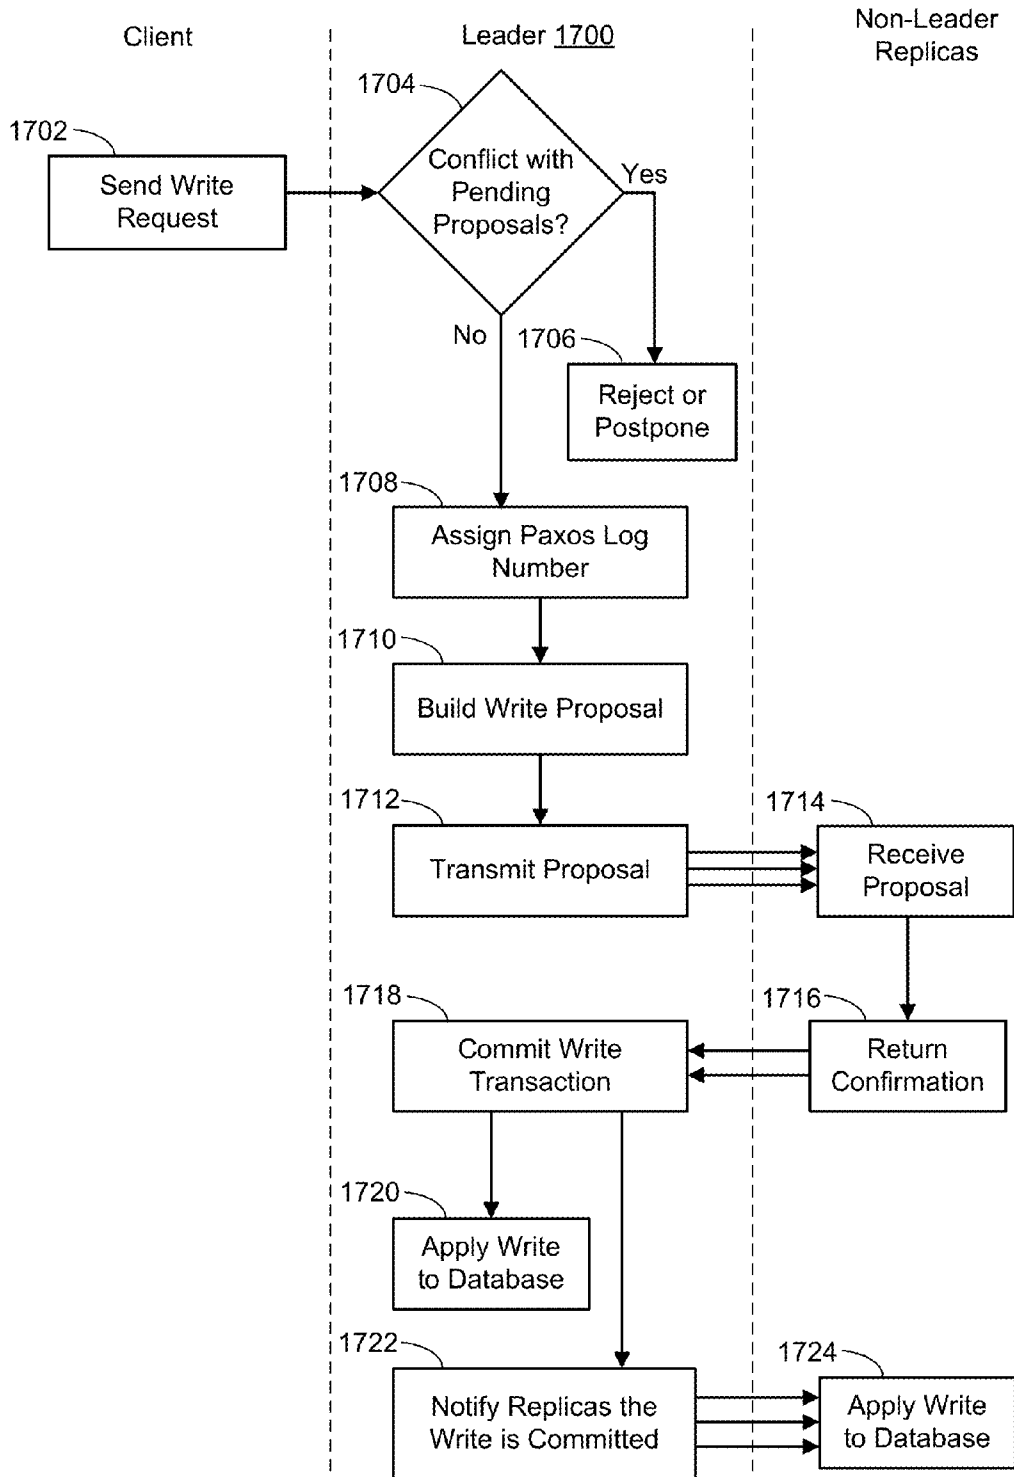 Client
Leader 1700
Non-Leader
Replicas
1704
1702
Send Write
Request
Conflict with
Pending
Proposals?
Yes
No
1706
Reject or
Postpone
1708
Assign Paxos Log
Number
1710
Build Write Proposal
1712
Transmit Proposal
1714
Receive
Proposal
1718
Commit Write
Transaction
1716
Return
Confirmation
1720
Apply Write
to Database
1722
Notify Replicas the
Write is Committed
1724
Apply Write
to Database